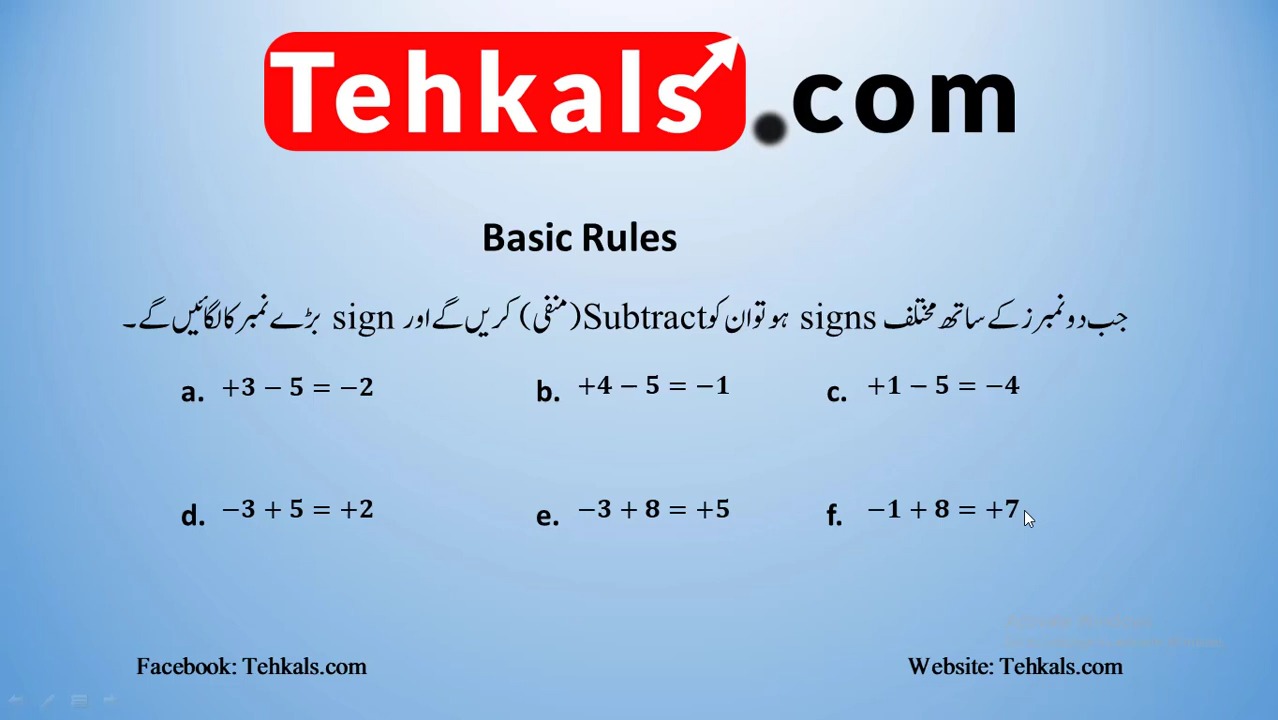 Tehkals.com
Basic Rules
جب دو نمبرز کے ساتھ مختلف signs ہو تو ان کو Subtract(منفی) کریں گے اور sign بڑے نمبر کا لگائیں گے۔
a. +3 − 5 = −2 b. +4 − 5 = −1 c. +1 − 5 = −4
d. −3 + 5 = +2 e. −3 + 8 = +5 f. −1 + 8 = +7
Facebook: Tehkals.com Website: Tehkals.com